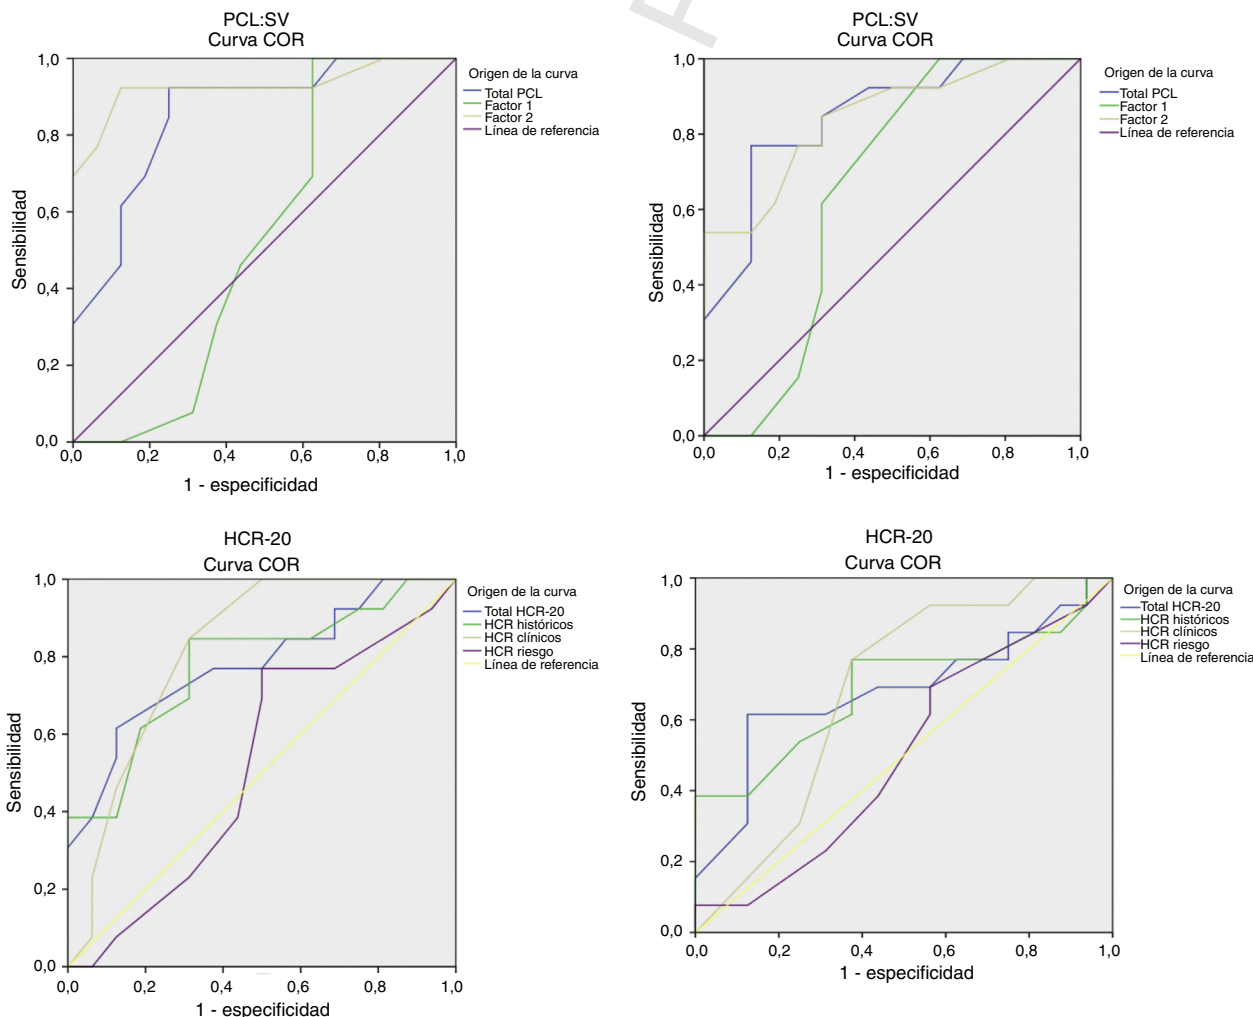 PCL:SV
Curva COR
1,0
0,8
0,6
0,4
0,2
0,0
0,0 0,2 0,4 0,6 0,8 1,0
Sensibilidad
1 - especificidad
Origen de la curva
Total PCL
Factor 1
Factor 2
Línea de referencia
PCL:SV
Curva COR
1,0
0,8
0,6
0,4
0,2
0,0
0,0 0,2 0,4 0,6 0,8 1,0
Sensibilidad
1 - especificidad
Origen de la curva
Total PCL
Factor 1
Factor 2
Línea de referencia
HCR-20
Curva COR
1,0
0,8
0,6
0,4
0,2
0,0
0,0 0,2 0,4 0,6 0,8 1,0
Sensibilidad
1 - especificidad
Origen de la curva
Total HCR-20
HCR históricos
HCR clínicos
HCR riesgo
Línea de referencia
HCR-20
Curva COR
1,0
0,8
0,6
0,4
0,2
0,0
0,0 0,2 0,4 0,6 0,8 1,0
Sensibilidad
1 - especificidad
Origen de la curva
Total HCR-20
HCR históricos
HCR clínicos
HCR riesgo
Línea de referencia